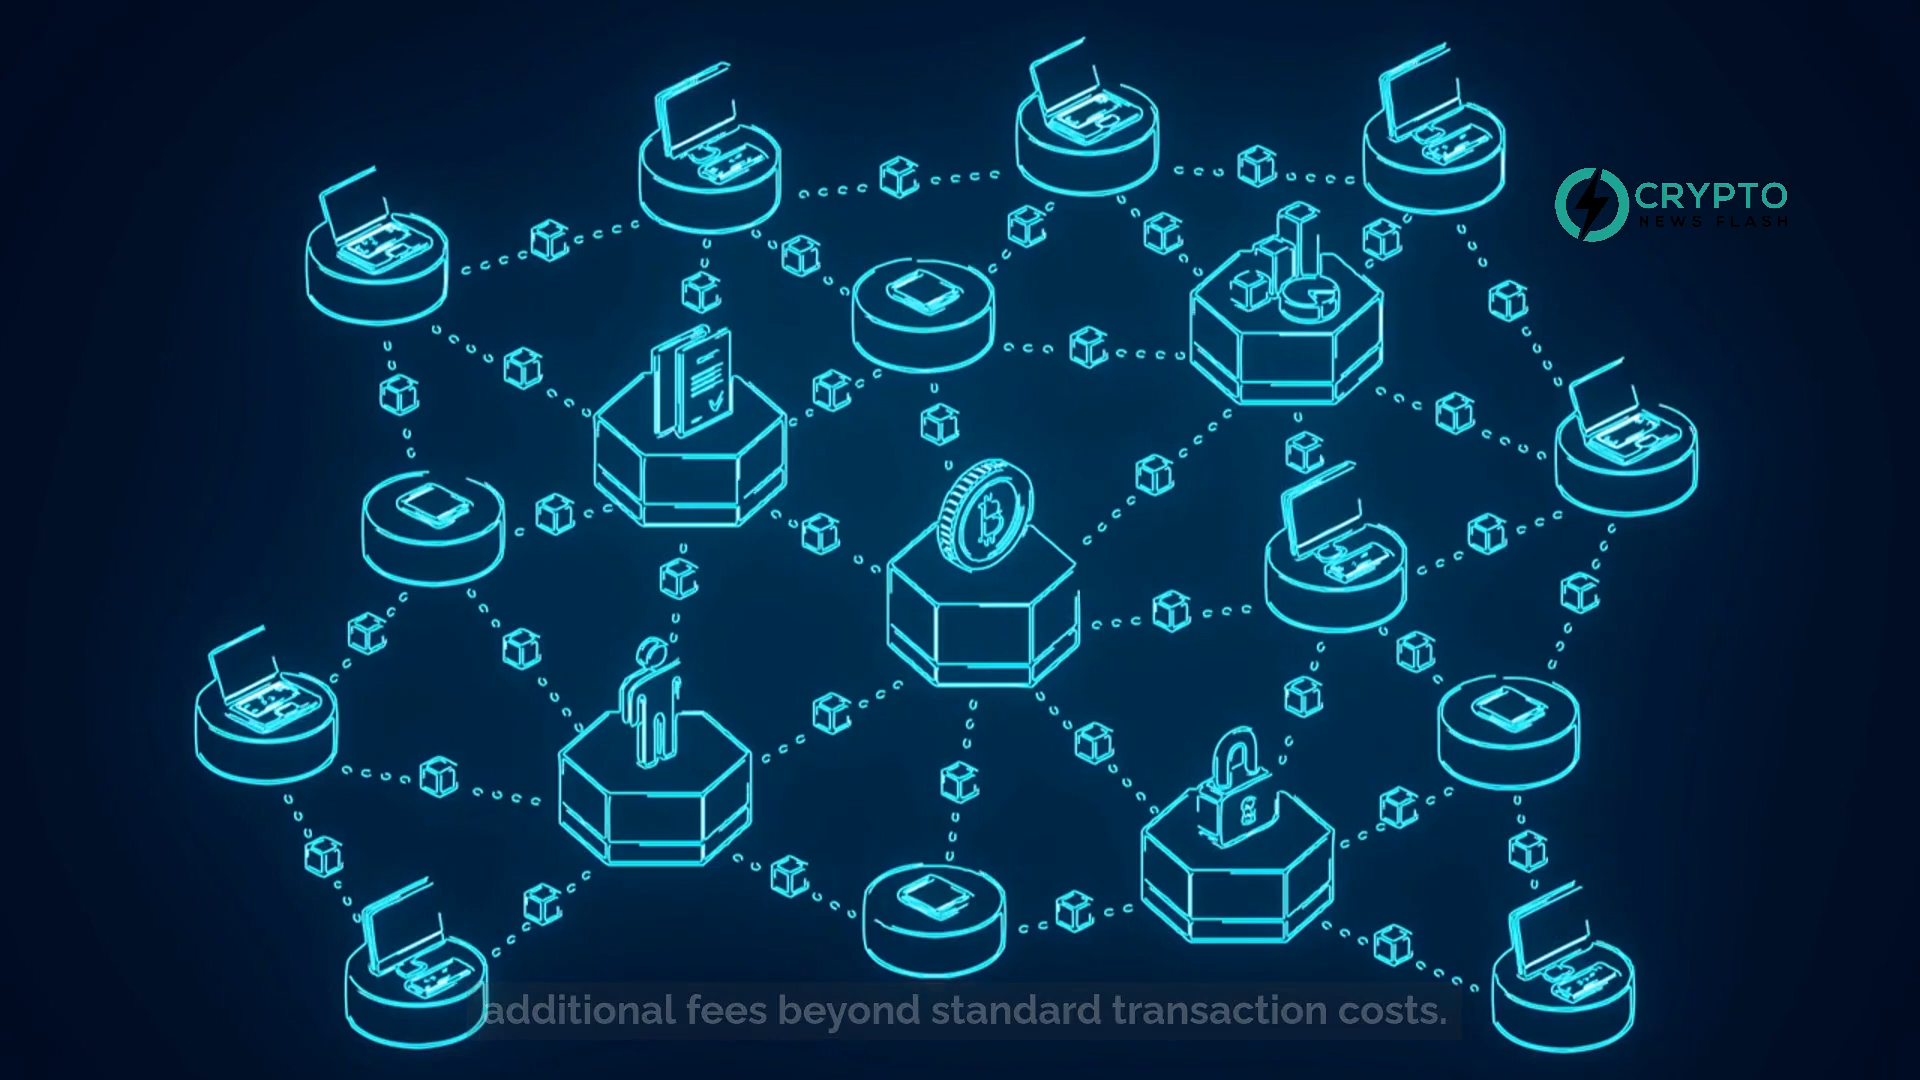 CRYPTO
NEWS FLASH
additional fees beyond standard transaction costs.